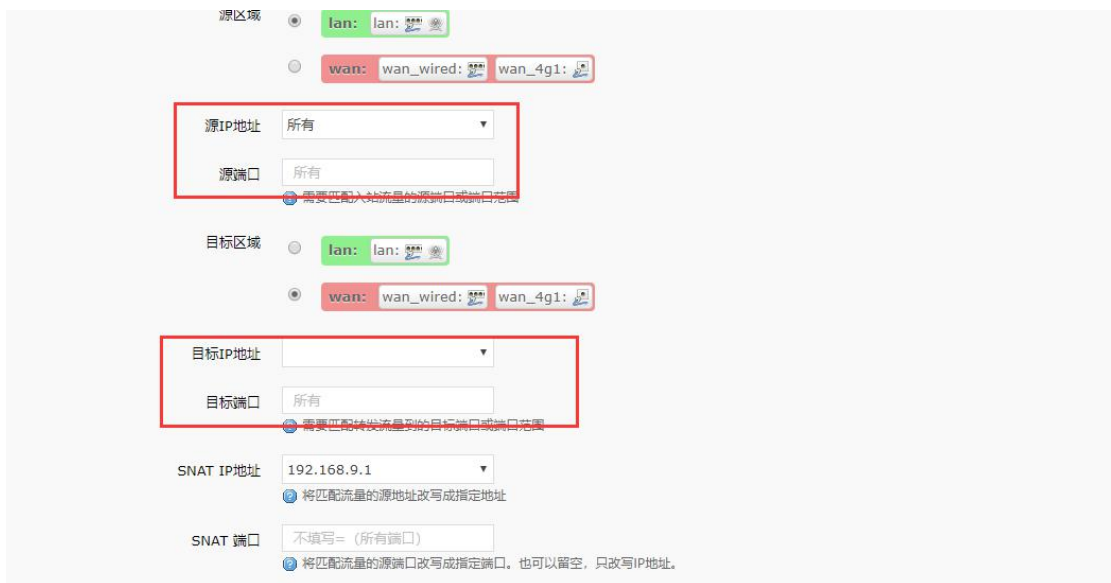 源区域
lan: lan:
wan: wan_wired: wan_4g1:
源IP地址 所有
源端口 所有
需要匹配入站流量的源端口或端口范围
目标区域
lan: lan:
wan: wan_wired: wan_4g1:
目标IP地址
目标端口 所有
需要匹配转发流量到的目标端口或端口范围
SNAT IP地址 192.168.9.1
将匹配流量的源地址改写成指定地址
SNAT 端口 不填写=（所有端口）
将匹配流量的源端口改写成指定端口。也可以留空，只改写IP地址。